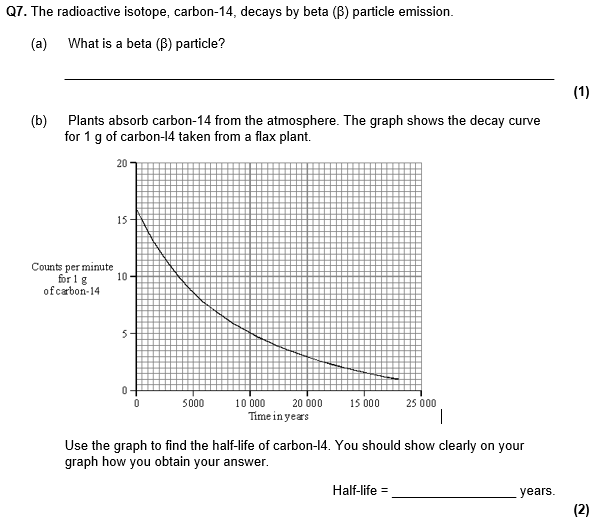 Q7. The radioactive isotope, carbon-14, decays by beta (β) particle emission.
(a) What is a beta (β) particle?
(1)
(b) Plants absorb carbon-14 from the atmosphere. The graph shows the decay curve
for 1 g of carbon-l4 taken from a flax plant.
20
15
Counts per minute
for 1 g
of carbon-14
10
5
0
0 5000 10 000 20 000 15 000 25 000
Time in years
Use the graph to find the half-life of carbon-l4. You should show clearly on your
graph how you obtain your answer.
Half-life = years.
(2)